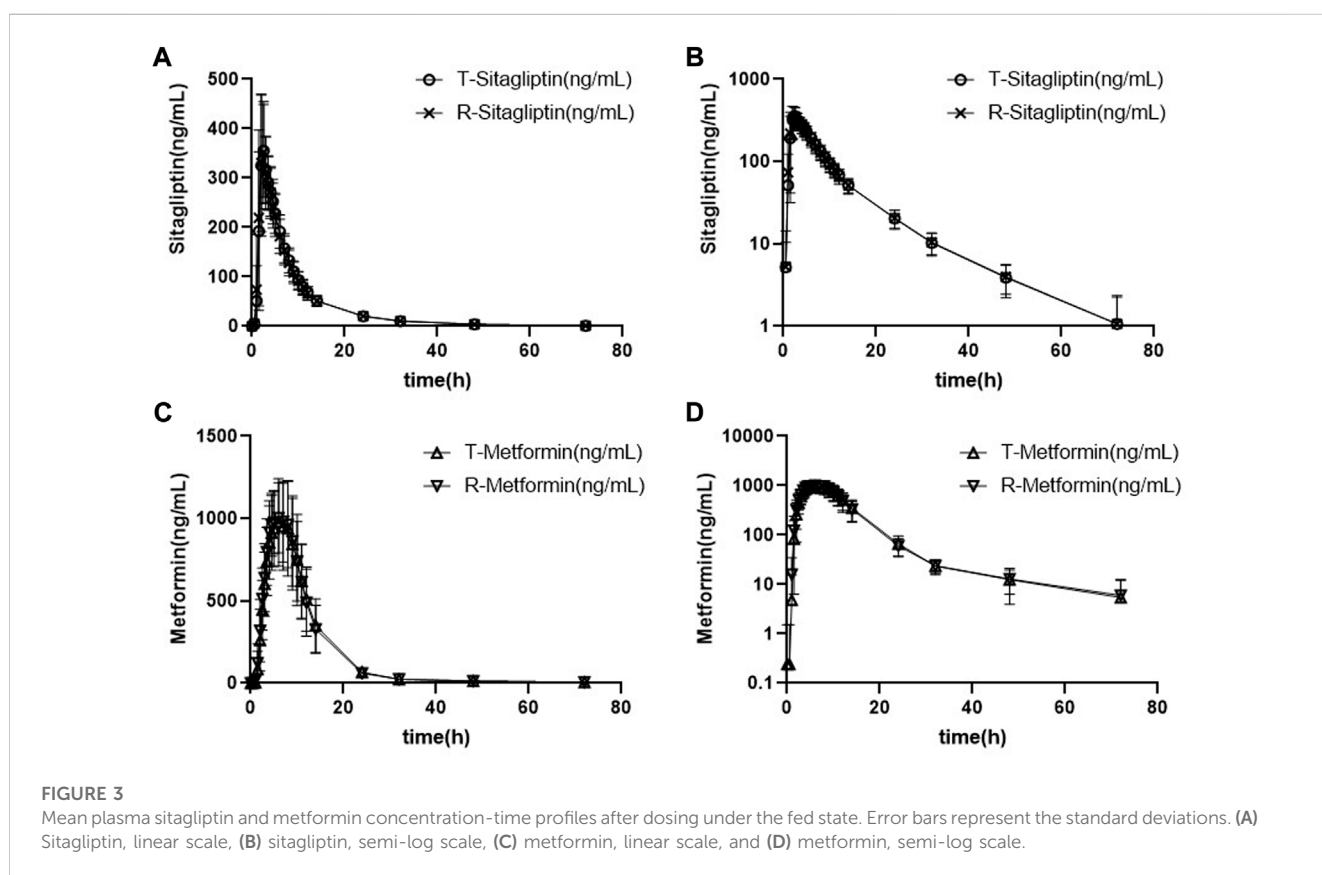 A
500
400
300
200
100
0
Sitagliptin(ng/mL)
T-Sitagliptin(ng/mL)
R-Sitagliptin(ng/mL)
0 20 40 60 80
time(h)
B
1000
100
10
1
Sitagliptin(ng/mL)
T-Sitagliptin(ng/mL)
R-Sitagliptin(ng/mL)
0 20 40 60 80
time(h)
C
1500
1000
500
0
Metformin(ng/mL)
T-Metformin(ng/mL)
R-Metformin(ng/mL)
0 20 40 60 80
time(h)
D
10000
1000
100
10
1
0.1
Metformin(ng/mL)
T-Metformin(ng/mL)
R-Metformin(ng/mL)
0 20 40 60 80
time(h)
FIGURE 3
Mean plasma sitagliptin and metformin concentration-time profiles after dosing under the fed state. Error bars represent the standard deviations. (A)
Sitagliptin, linear scale, (B) sitagliptin, semi-log scale, (C) metformin, linear scale, and (D) metformin, semi-log scale.